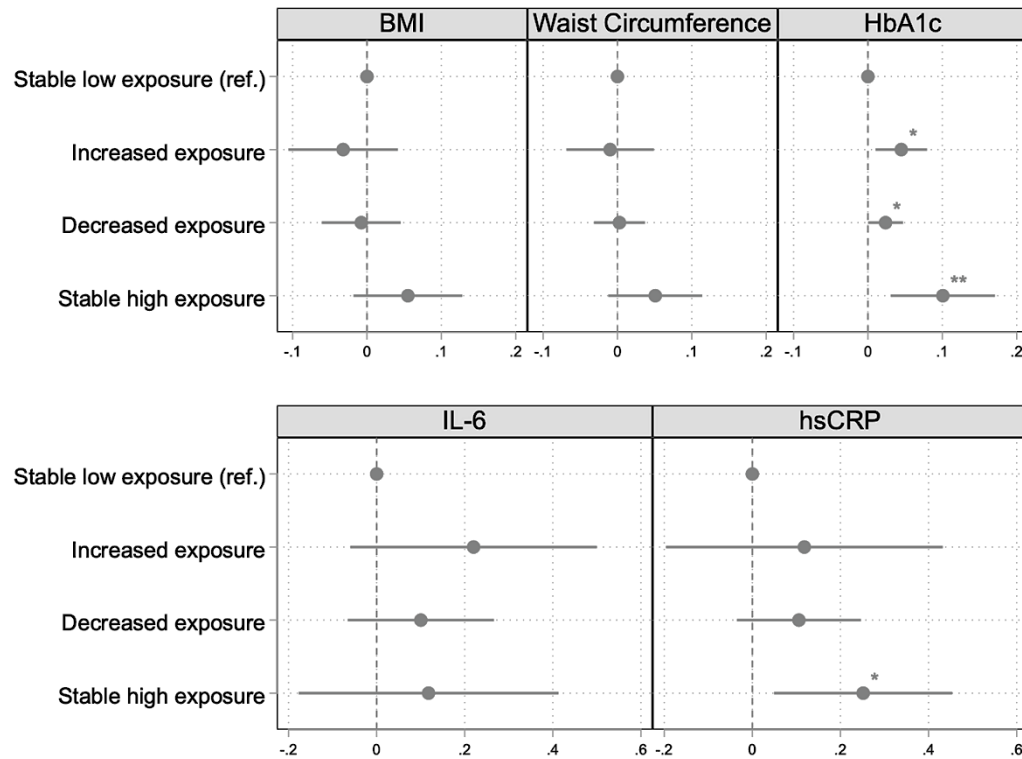 BMI Waist Circumference HbA1c
Stable low exposure (ref.)
Increased exposure *
Decreased exposure *
Stable high exposure **
-.1 0 .1 .2 -.1 0 .1 .2 -.1 0 .1 .2
IL-6 hsCRP
Stable low exposure (ref.)
Increased exposure
Decreased exposure
Stable high exposure *
-.2 0 .2 .4 .6 -.2 0 .2 .4 .6